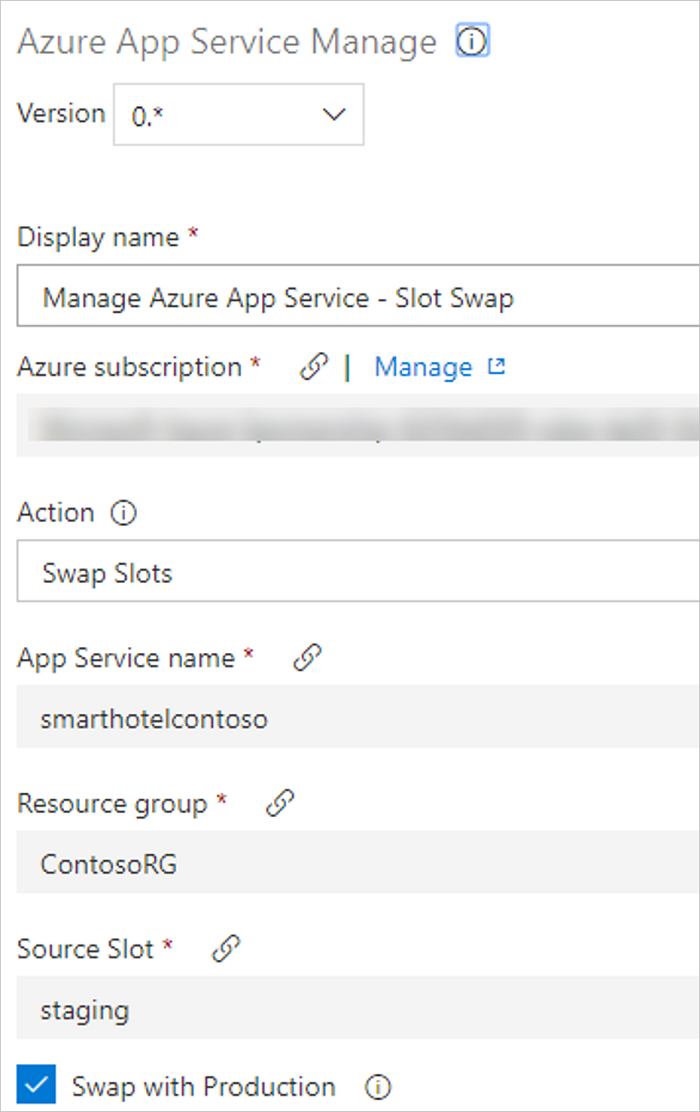 Azure App Service Manage
Version 0.*
Display name *
Manage Azure App Service - Slot Swap
Azure subscription * | Manage
Action
Swap Slots
App Service name *
smarthotelcontoso
Resource group *
ContosoRG
Source Slot *
staging
Swap with Production